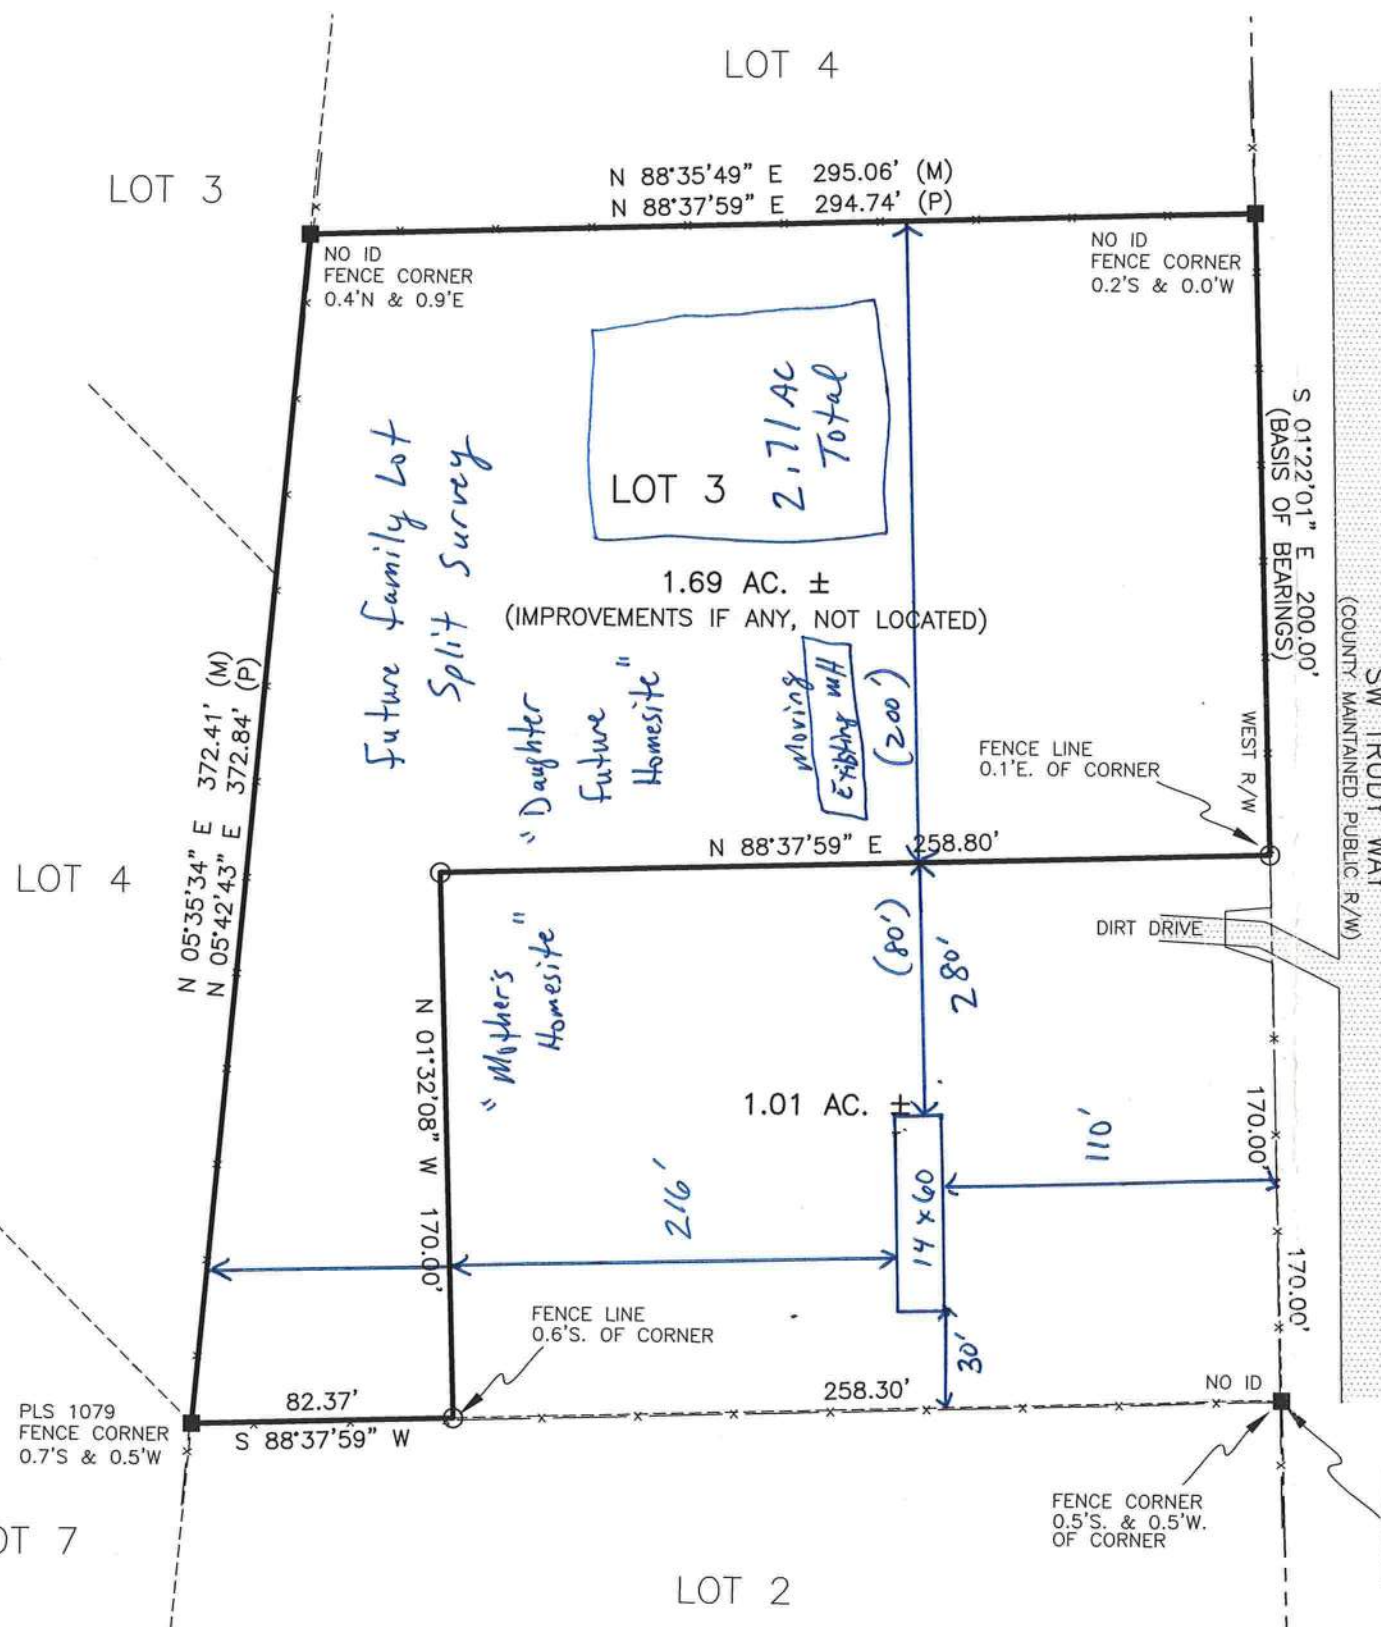 LOT 4
LOT 3
N 88°35'49" E 295.06' (M)
N 88°37'59" E 294.74' (P)
NO ID
FENCE CORNER
0.4'N & 0.9'E
NO ID
FENCE CORNER
0.2'S & 0.0'W
2.71 AC
Total
LOT 3
Future family Lot
Split Survey
1.69 AC. ±
(IMPROVEMENTS IF ANY, NOT LOCATED)
S 01°22'01" E 200.00'
(BASIS OF BEARINGS)
SW TRUDY WAY
(COUNTY MAINTAINED PUBLIC R/W)
WEST R/W
"Daughter
Future
Homesite"
Moving
Existing MH
(200')
FENCE LINE
0.1'E. OF CORNER
N 05°35'34" E 372.41' (M)
N 05°42'43" E 372.84' (P)
LOT 4
N 88°37'59" E 258.80'
DIRT DRIVE
(80')
280'
"Mother's
Homesite"
N 01°32'08" W 170.00'
1.01 AC. ±
14 x 60
110'
170.00'
170.00'
216'
30'
FENCE LINE
0.6'S. OF CORNER
82.37'
S 88°37'59" W
258.30'
NO ID
PLS 1079
FENCE CORNER
0.7'S & 0.5'W
FENCE CORNER
0.5'S. & 0.5'W.
OF CORNER
OT 7
LOT 2